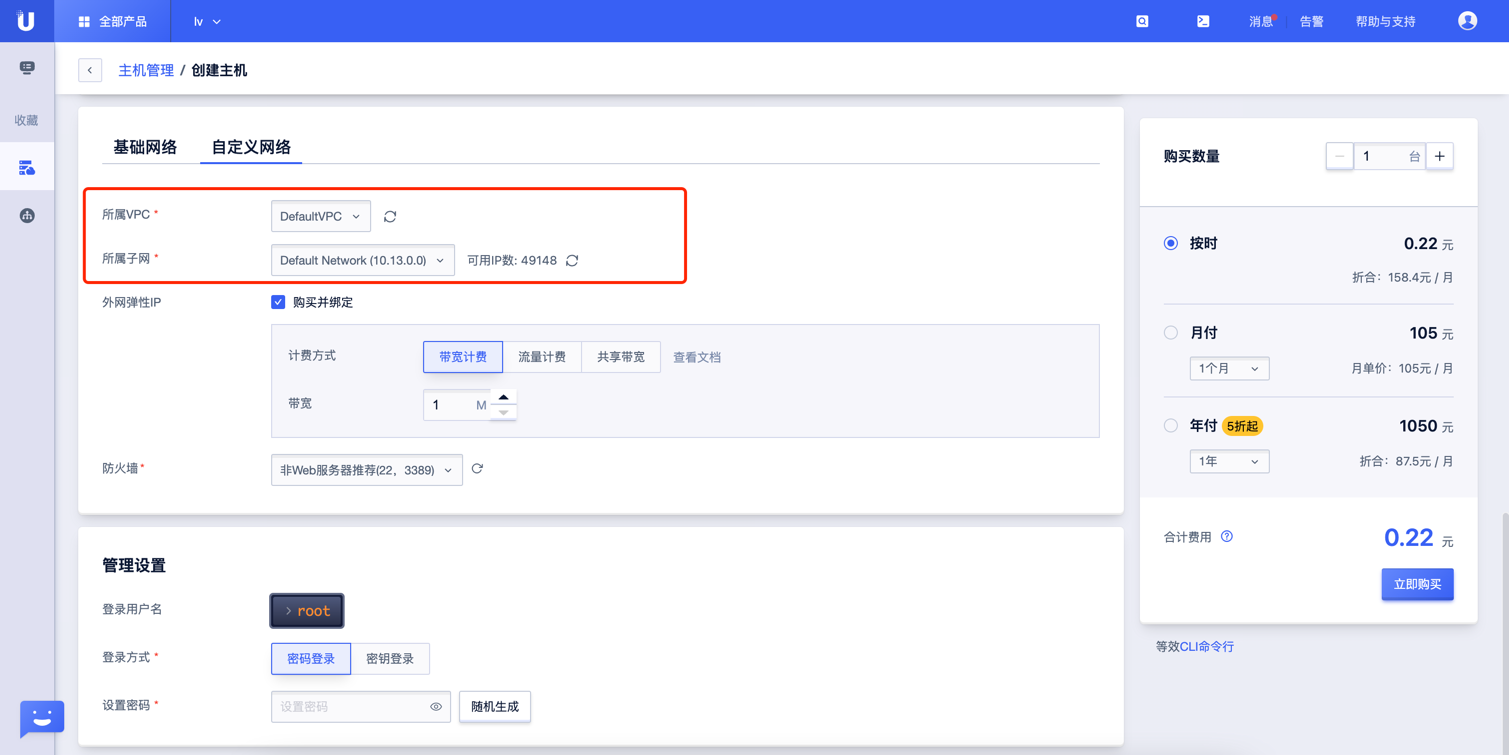 U 全部产品 lv 消息 告警 帮助与支持
主机管理 / 创建主机
收藏
基础网络 自定义网络
所属VPC * DefaultVPC
所属子网 * Default Network (10.13.0.0) 可用IP数: 49148
外网弹性IP 购买并绑定
计费方式 带宽计费 流量计费 共享带宽 查看文档
带宽 1 M
防火墙* 非Web服务器推荐(22，3389)
管理设置
登录用户名 > root
登录方式 * 密码登录 密钥登录
设置密码 * 设置密码 随机生成
购买数量 − 1 台 +
按时 0.22 元
折合：158.4元 / 月
月付 105 元
1个月 月单价：105元 / 月
年付 5折起 1050 元
1年 折合：87.5元 / 月
合计费用 ? 0.22 元
立即购买
等效CLI命令行